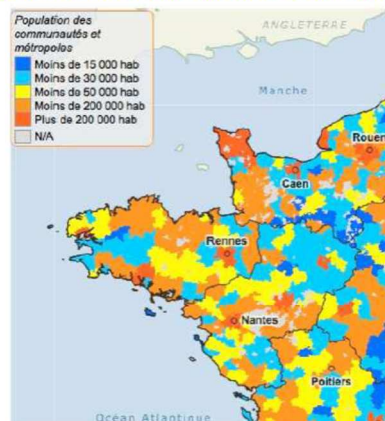 Population des
communautés et
métropoles
Moins de 15 000 hab
Moins de 30 000 hab
Moins de 60 000 hab
Moins de 200 000 hab
Plus de 200 000 hab
N/A
ANGLETERRE
Manche
Rouen
Caen
Rennes
Nantes
Poitiers
Océan Atlantique